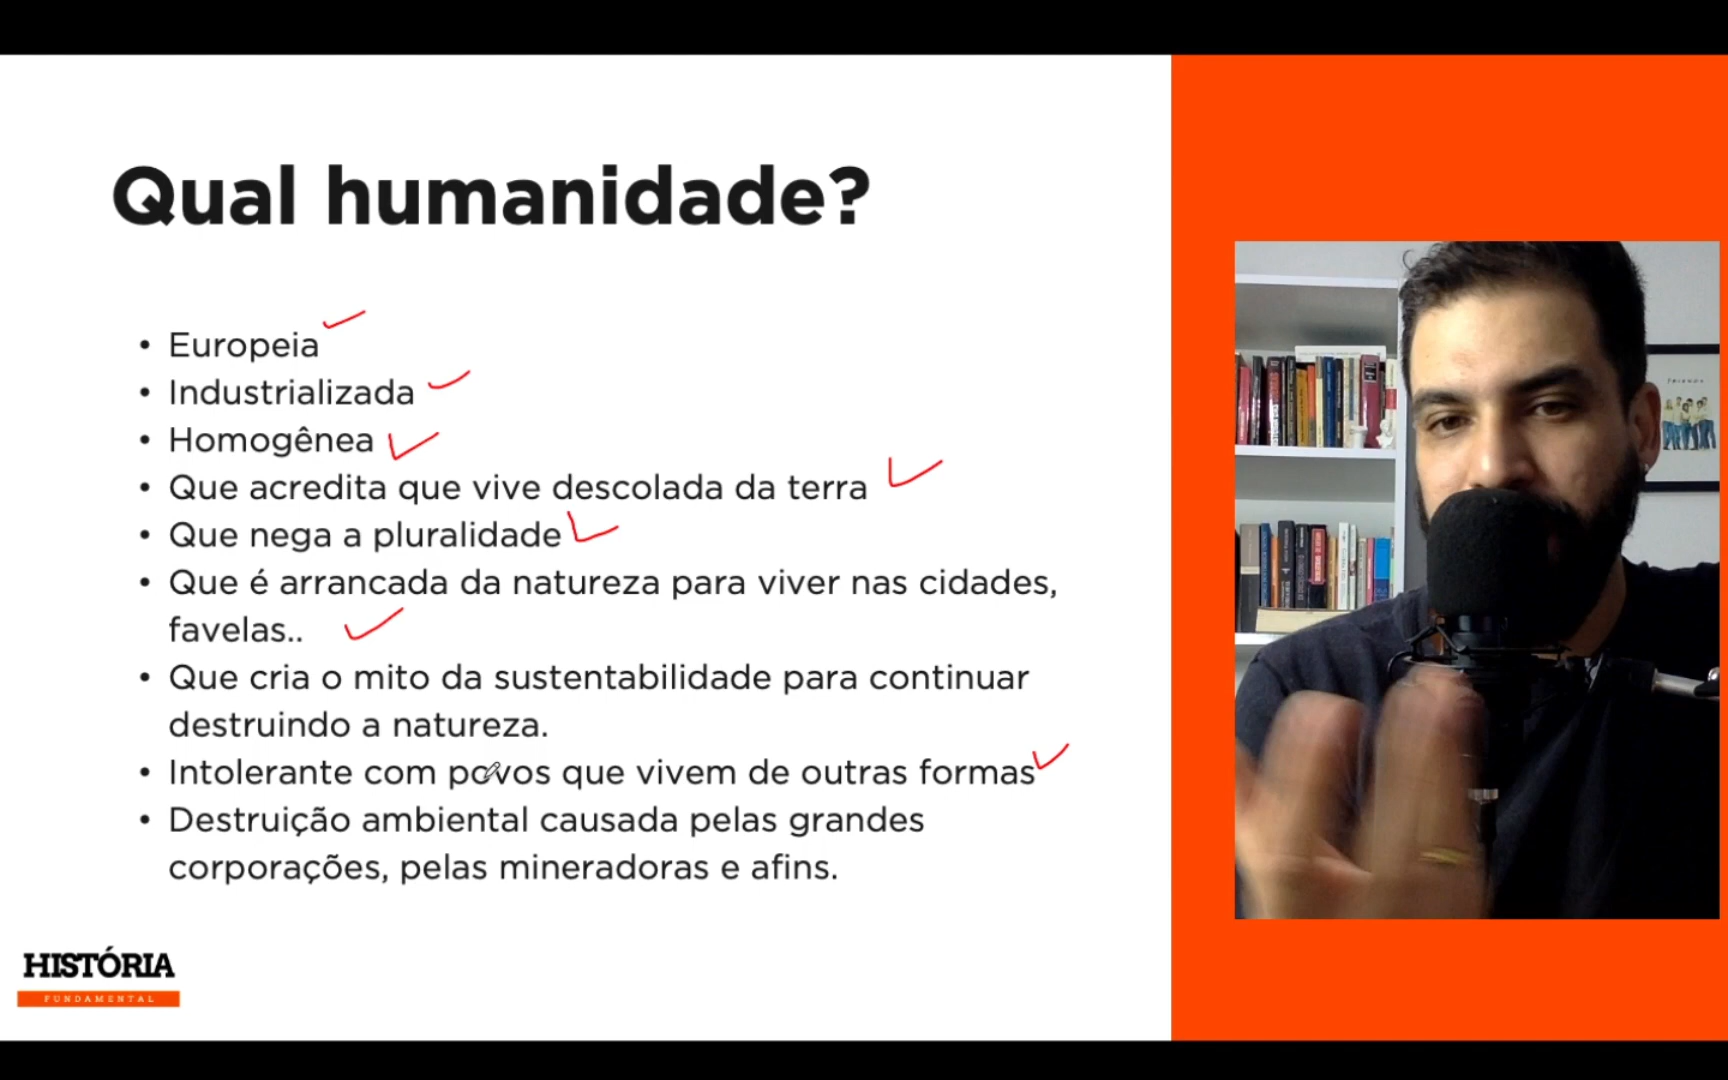 Qual humanidade?
• Europeia
• Industrializada
• Homogênea
• Que acredita que vive descolada da terra
• Que nega a pluralidade
• Que é arrancada da natureza para viver nas cidades,
favelas..
• Que cria o mito da sustentabilidade para continuar
destruindo a natureza.
• Intolerante com povos que vivem de outras formas
• Destruição ambiental causada pelas grandes
corporações, pelas mineradoras e afins.
HISTÓRIA
FUNDAMENTAL